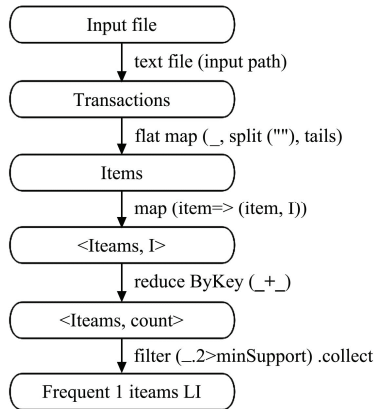 Input file
text file (input path)
Transactions
flat map (_, split (""), tails)
Items
map (item=> (item, I))
<Iteams, I>
reduce ByKey (_+_)
<Iteams, count>
filter (_.2>minSupport) .collect
Frequent 1 iteams LI